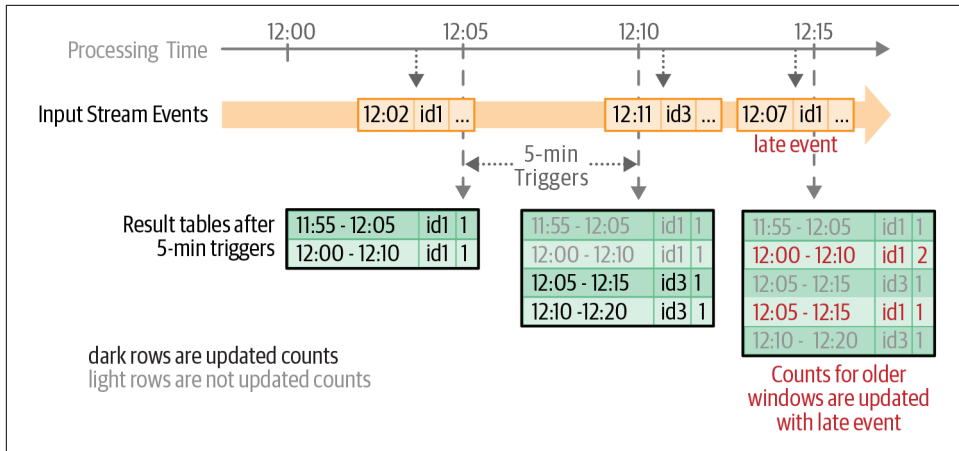 12:00 12:05 12:10 12:15
Processing Time
Input Stream Events
12:02 id1 ...
12:11 id3 ...
12:07 id1 ...
late event
5-min
Triggers
Result tables after
5-min triggers
11:55 - 12:05 id1 1
12:00 - 12:10 id1 1
11:55 - 12:05 id1 1
12:00 - 12:10 id1 1
12:05 - 12:15 id3 1
12:10 -12:20 id3 1
11:55 - 12:05 id1 1
12:00 - 12:10 id1 2
12:05 - 12:15 id3 1
12:05 - 12:15 id1 1
12:10 - 12:20 id3 1
dark rows are updated counts
light rows are not updated counts
Counts for older
windows are updated
with late event